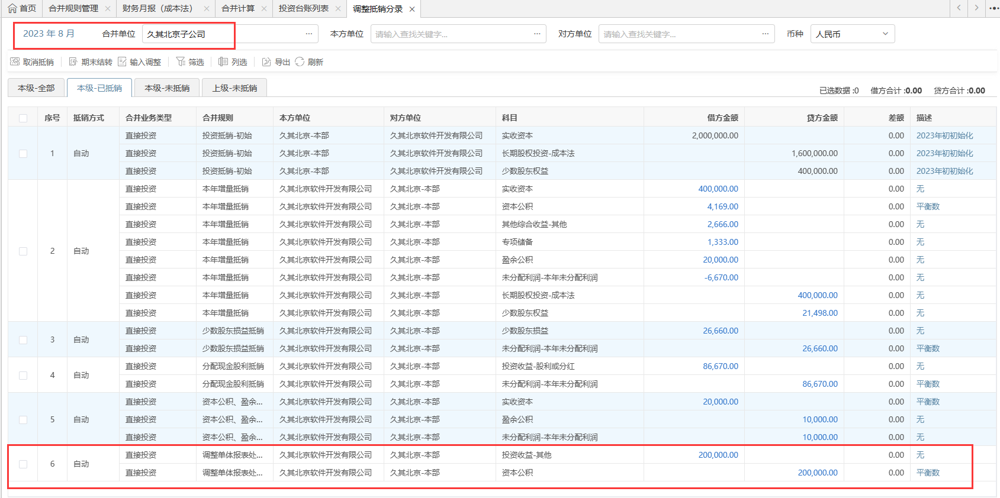 首页 合并规则管理 × 财务月报（成本法） × 合并计算 × 投资台账列表 × 调整抵销分录 ×
2023 年 8 月 合并单位 久其北京子公司 ··· 本方单位 请输入查找关键字... ··· 对方单位 请输入查找关键字... ··· 币种 人民币
取消抵销 期末结转 输入调整 筛选 列选 导出 刷新
本级-全部 本级-已抵销 本级-未抵销 上级-未抵销
已选数据 :0 借方合计 :0.00 贷方合计 :0.00
序号 抵销方式 合并业务类型 合并规则 本方单位 对方单位 科目 借方金额 贷方金额 差额 描述
直接投资 投资抵销-初始 久其北京-本部 久其北京软件开发有限公司 实收资本 2,000,000.00 0.00 2023年初初始化
1 自动 直接投资 投资抵销-初始 久其北京-本部 久其北京软件开发有限公司 长期股权投资-成本法 1,600,000.00 0.00 2023年初初始化
直接投资 投资抵销-初始 久其北京-本部 久其北京软件开发有限公司 少数股东权益 400,000.00 0.00 2023年初初始化
直接投资 本年增量抵销 久其北京软件开发有限公司 久其北京-本部 实收资本 400,000.00 0.00 无
直接投资 本年增量抵销 久其北京软件开发有限公司 久其北京-本部 资本公积 4,169.00 0.00 平衡数
直接投资 本年增量抵销 久其北京软件开发有限公司 久其北京-本部 其他综合收益-其他 2,666.00 0.00 无
直接投资 本年增量抵销 久其北京软件开发有限公司 久其北京-本部 专项储备 1,333.00 0.00 无
2 自动
直接投资 本年增量抵销 久其北京软件开发有限公司 久其北京-本部 盈余公积 20,000.00 0.00 无
直接投资 本年增量抵销 久其北京软件开发有限公司 久其北京-本部 未分配利润-本年未分配利润 -6,670.00 0.00 无
直接投资 本年增量抵销 久其北京软件开发有限公司 久其北京-本部 长期股权投资-成本法 400,000.00 0.00 无
直接投资 本年增量抵销 久其北京软件开发有限公司 久其北京-本部 少数股东权益 21,498.00 0.00 无
直接投资 少数股东损益抵销 久其北京软件开发有限公司 久其北京-本部 少数股东损益 26,660.00 0.00 无
3 自动
直接投资 少数股东损益抵销 久其北京软件开发有限公司 久其北京-本部 未分配利润-本年未分配利润 26,660.00 0.00 平衡数
直接投资 分配现金股利抵销 久其北京软件开发有限公司 久其北京-本部 投资收益-股利或分红 86,670.00 0.00 无
4 自动
直接投资 分配现金股利抵销 久其北京软件开发有限公司 久其北京-本部 未分配利润-本年未分配利润 86,670.00 0.00 平衡数
直接投资 资本公积、盈余... 久其北京软件开发有限公司 久其北京-本部 实收资本 20,000.00 0.00 平衡数
5 自动 直接投资 资本公积、盈余... 久其北京软件开发有限公司 久其北京-本部 盈余公积 10,000.00 0.00 无
直接投资 资本公积、盈余... 久其北京软件开发有限公司 久其北京-本部 未分配利润-本年未分配利润 10,000.00 0.00 无
直接投资 调整单体报表处... 久其北京软件开发有限公司 久其北京-本部 投资收益-其他 200,000.00 0.00 无
6 自动
直接投资 调整单体报表处... 久其北京软件开发有限公司 久其北京-本部 资本公积 200,000.00 0.00 平衡数